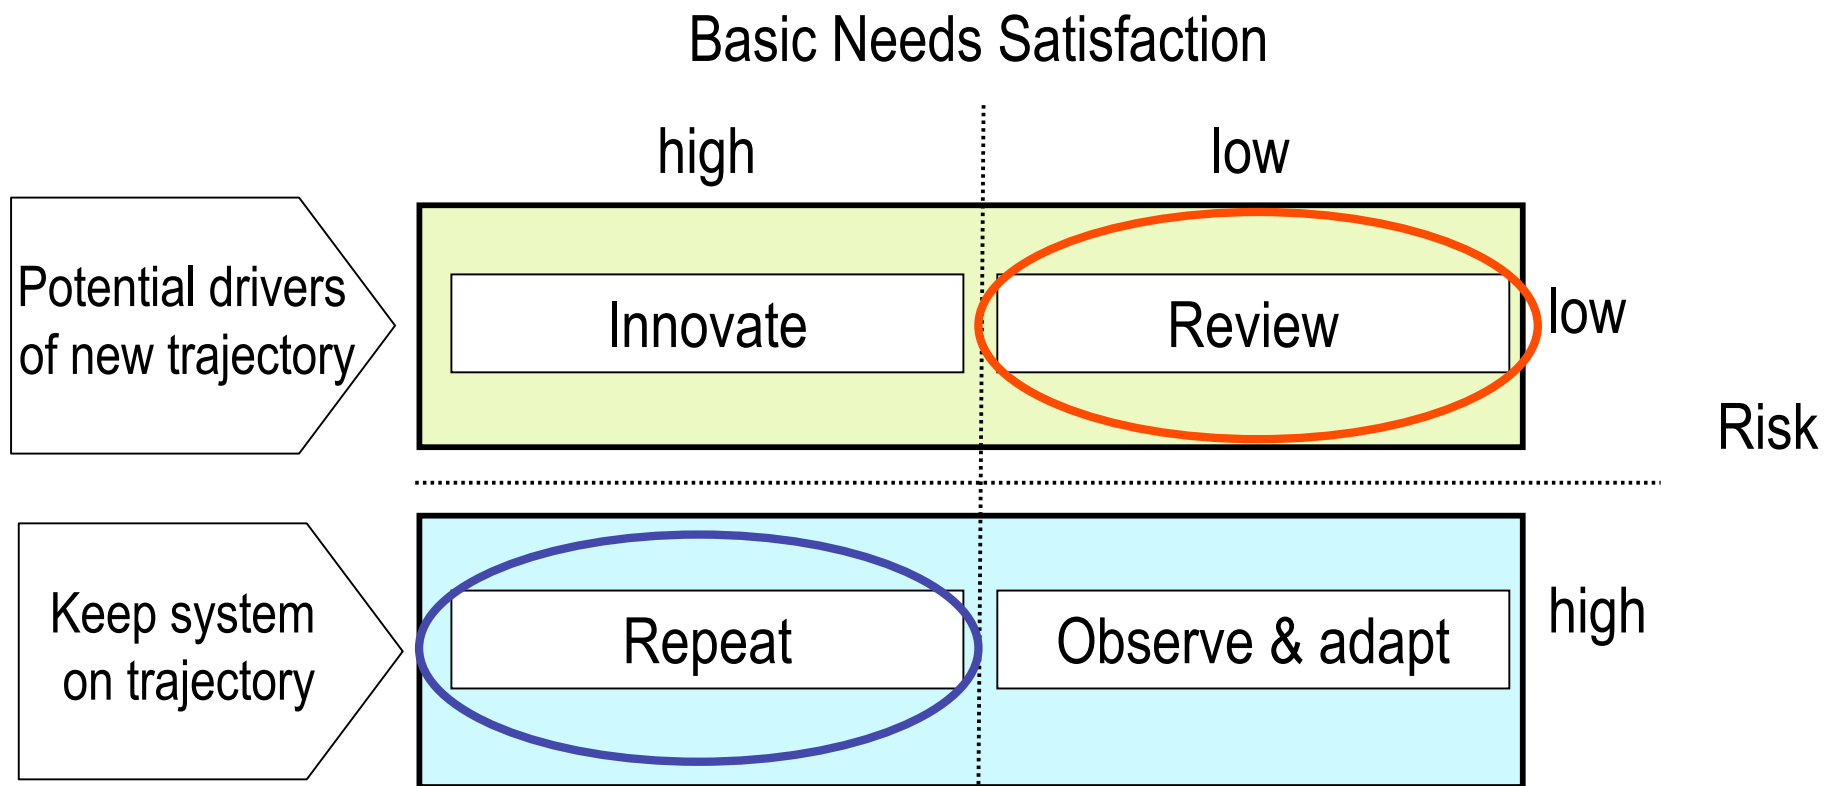 Basic Needs Satisfaction
high
low
Potential drivers
of new trajectory
Innovate
Review
low
Risk
Keep system
on trajectory
Repeat
Observe & adapt
high